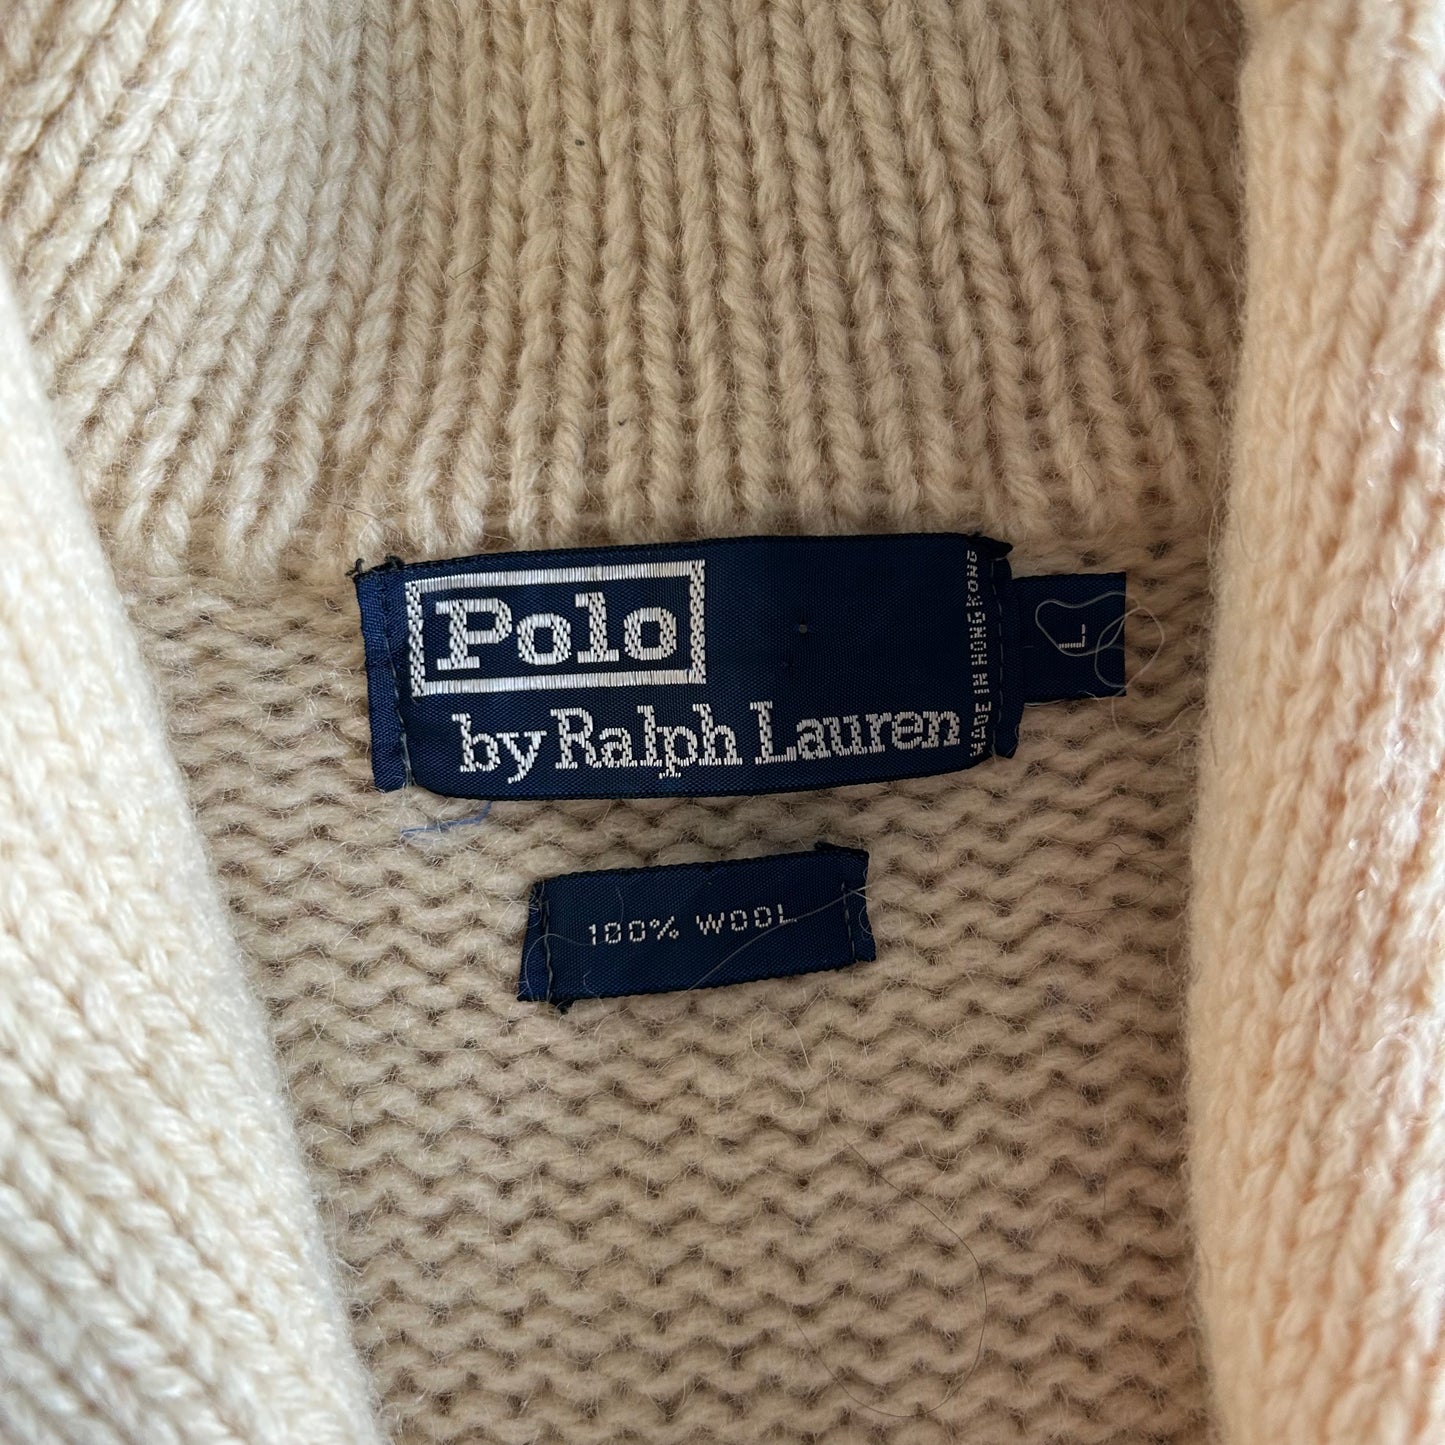 Polo
by Ralph Lauren
MADE IN HONG KONG
L
100% WOOL